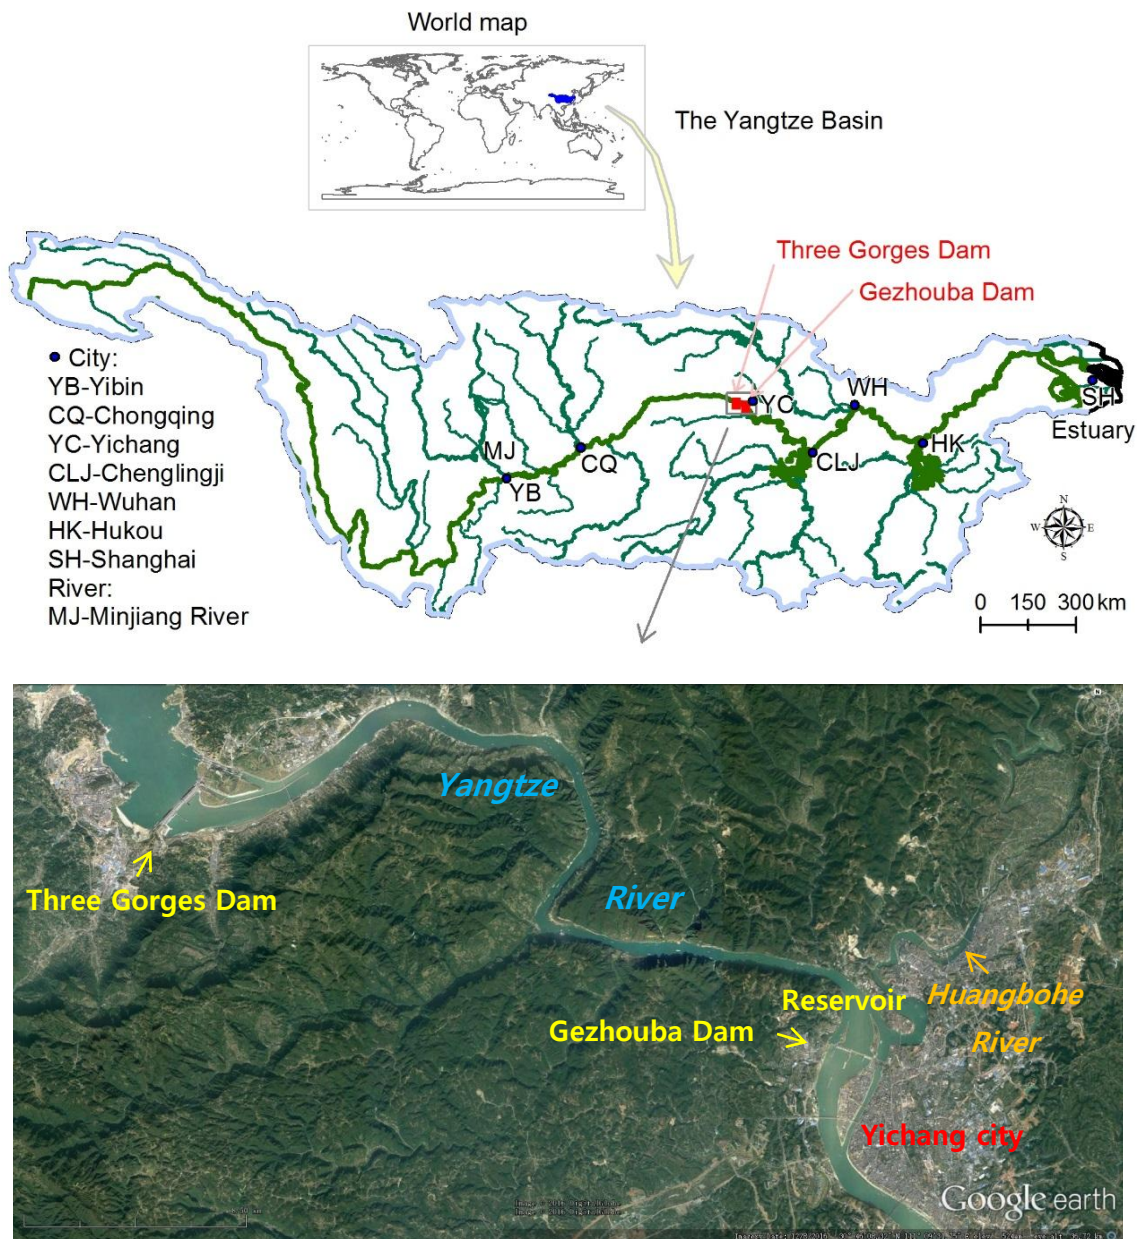 World map
The Yangtze Basin
Three Gorges Dam
Gezhouba Dam
City:
YB-Yibin
CQ-Chongqing
YC-Yichang
CLJ-Chenglingji
WH-Wuhan
HK-Hukou
SH-Shanghai
River:
MJ-Minjiang River
MJ
YB
CQ
YC
WH
CLJ
HK
SH
Estuary
N
W E
S
0 150 300 km
Yangtze
River
Three Gorges Dam
Reservoir
Gezhouba Dam
Huangbohe
River
Yichang city
Google earth